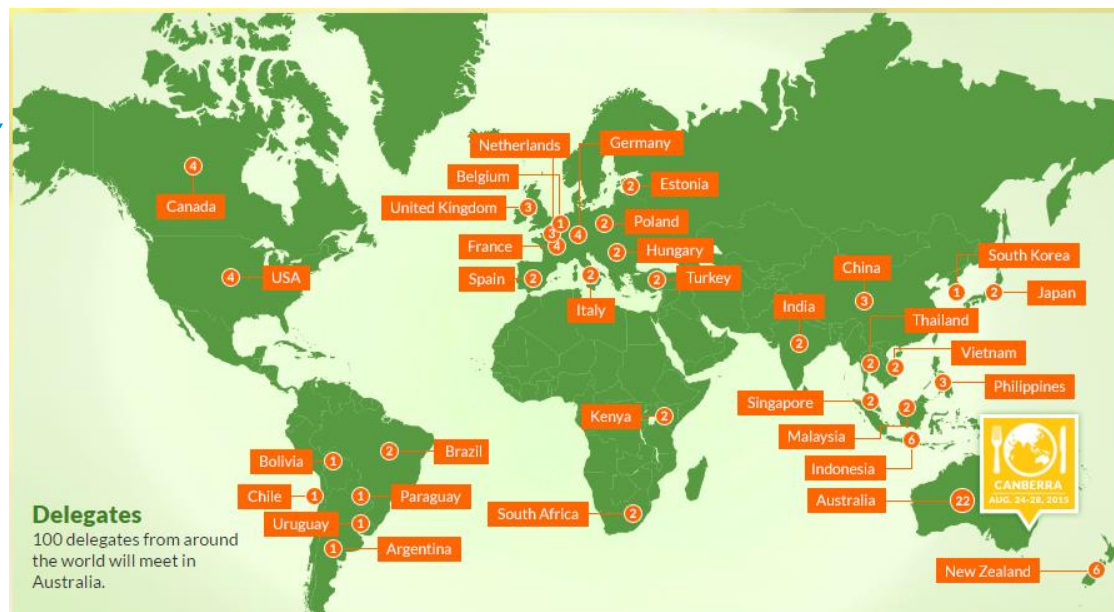 Netherlands
Germany
Belgium
2
Estonia
4
Canada
United Kingdom
3
1
2
Poland
3
4
France
4
2
Hungary
South Korea
4
USA
Spain
2
2
Italy
2
Turkey
China
3
1
2
Japan
India
2
Thailand
2
Vietnam
2
3
Philippines
Singapore
2
2
Kenya
2
Malaysia
6
Indonesia
Bolivia
1
2
Brazil
Chile
1
1
Paraguay
Uruguay
1
1
Argentina
South Africa
2
Australia
22
CANBERRA
AUG. 24-28, 2015
New Zealand
6
Delegates
100 delegates from around
the world will meet in
Australia.